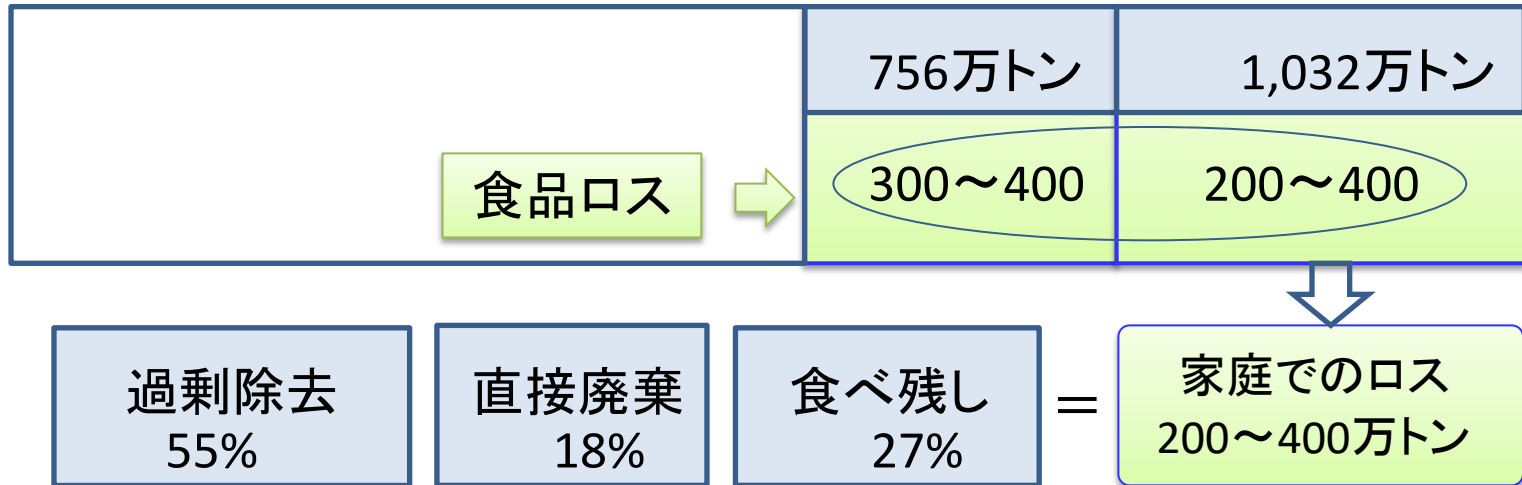 756万トン
1,032万トン
食品ロス
300～400
200～400
過剰除去
55%
直接廃棄
18%
食べ残し
27%
＝
家庭でのロス
200～400万トン